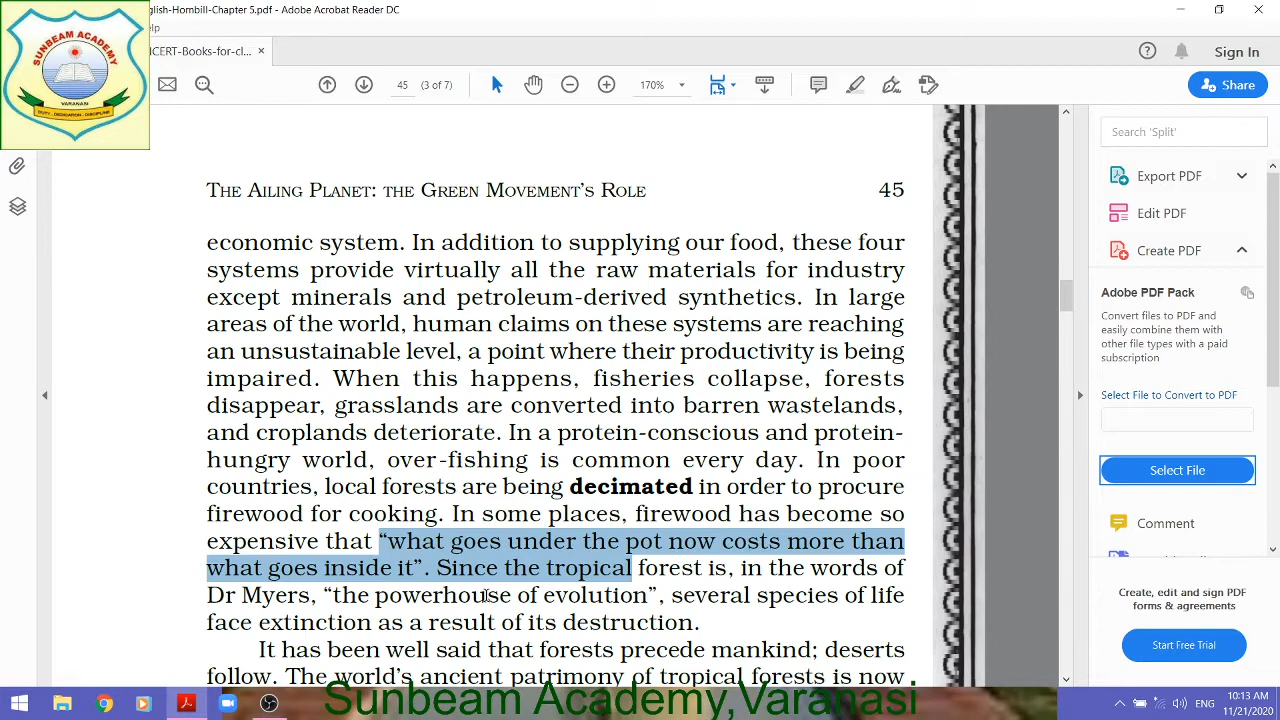 English-Hornbill-Chapter 5.pdf - Adobe Acrobat Reader DC
elp
SUNBEAM ACADEMY
VARANASI
DUTY - DEDICATION - DISCIPLINE
ICERT-Books-for-cl... ×
Sign In
45 (3 of 7)
170%
Share
THE AILING PLANET: THE GREEN MOVEMENT'S ROLE 45
economic system. In addition to supplying our food, these four
systems provide virtually all the raw materials for industry
except minerals and petroleum-derived synthetics. In large
areas of the world, human claims on these systems are reaching
an unsustainable level, a point where their productivity is being
impaired. When this happens, fisheries collapse, forests
disappear, grasslands are converted into barren wastelands,
and croplands deteriorate. In a protein-conscious and protein-
hungry world, over-fishing is common every day. In poor
countries, local forests are being decimated in order to procure
firewood for cooking. In some places, firewood has become so
expensive that “what goes under the pot now costs more than
what goes inside it”. Since the tropical forest is, in the words of
Dr Myers, “the powerhouse of evolution”, several species of life
face extinction as a result of its destruction.
It has been well said that forests precede mankind; deserts
follow. The world's ancient patrimony of tropical forests is now
Search 'Split'
Export PDF
Edit PDF
Create PDF
Adobe PDF Pack
Convert files to PDF and
easily combine them with
other file types with a paid
subscription
Select File to Convert to PDF
Select File
Comment
Create, edit and sign PDF
forms & agreements
Start Free Trial
Sunbeam Academy,Varanasi
ENG
10:13 AM
11/21/2020